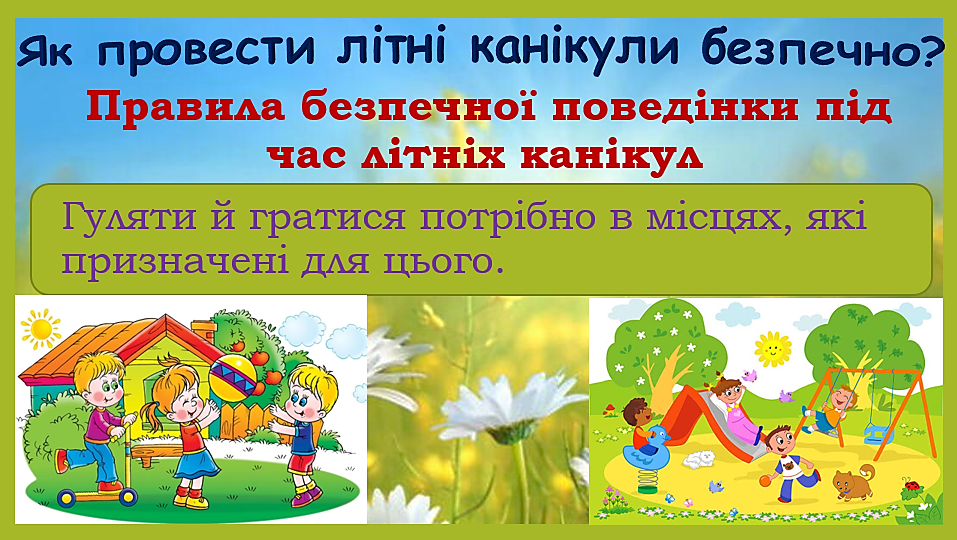 Як провести літні канікули безпечно?
Правила безпечної поведінки під
час літніх канікул
Гуляти й гратися потрібно в місцях, які
призначені для цього.